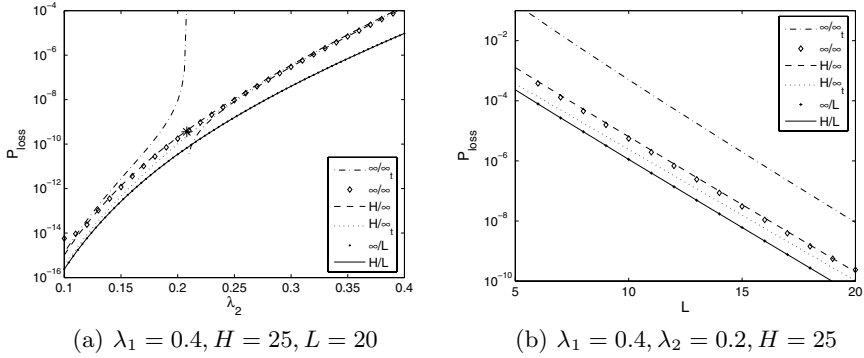 10^-4
10^-6
10^-8
10^-10
10^-12
10^-14
10^-16
P_loss
0.1 0.15 0.2 0.25 0.3 0.35 0.4
λ_2
∞/∞_t
∞/∞
H/∞
H/∞_t
∞/L
H/L
(a) λ_1 = 0.4, H = 25, L = 20
10^-2
10^-4
10^-6
10^-8
10^-10
P_loss
5 10 15 20
L
∞/∞_t
∞/∞
H/∞
H/∞_t
∞/L
H/L
(b) λ_1 = 0.4, λ_2 = 0.2, H = 25